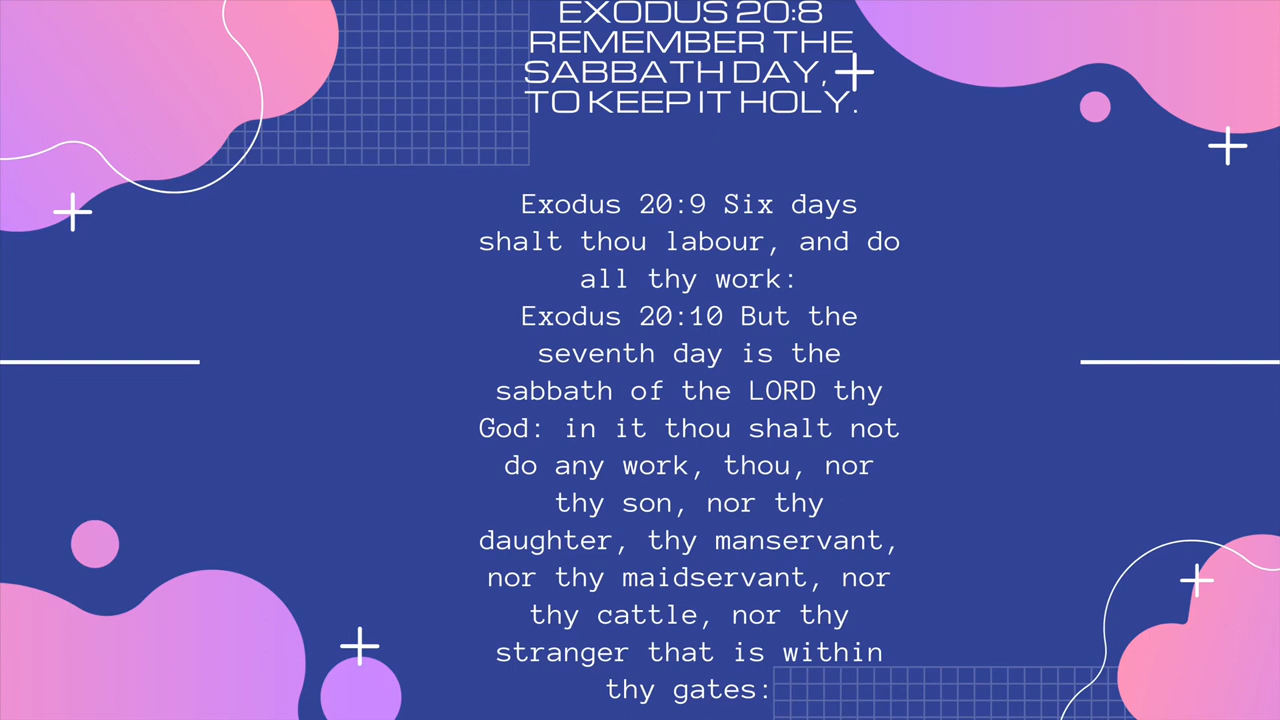 EXODUS 20:8
REMEMBER THE
SABBATH DAY,
TO KEEP IT HOLY.
Exodus 20:9 Six days
shalt thou labour, and do
all thy work:
Exodus 20:10 But the
seventh day is the
sabbath of the LORD thy
God: in it thou shalt not
do any work, thou, nor
thy son, nor thy
daughter, thy manservant,
nor thy maidservant, nor
thy cattle, nor thy
stranger that is within
thy gates: